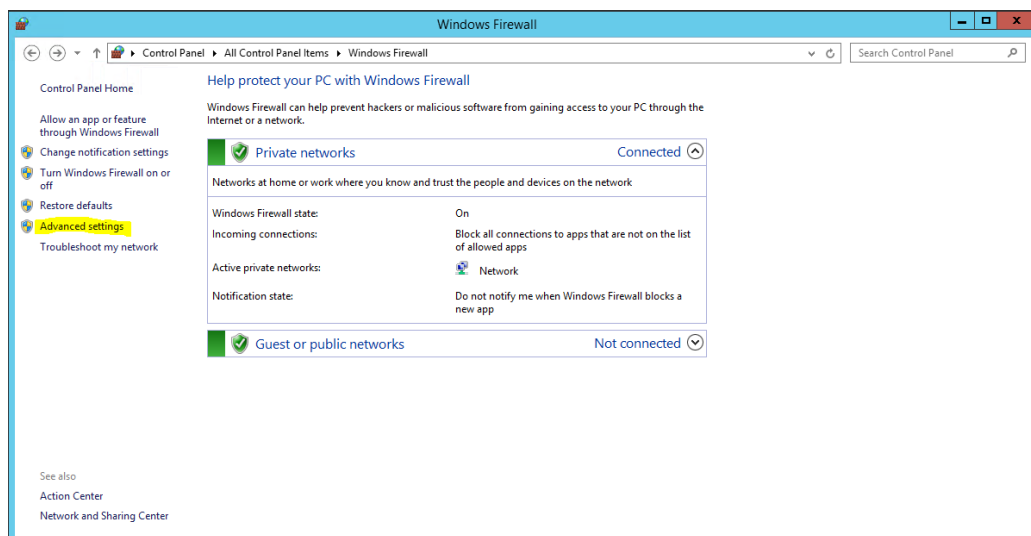 Windows Firewall
Control Panel All Control Panel Items Windows Firewall
Search Control Panel
Control Panel Home
Allow an app or feature
through Windows Firewall
Change notification settings
Turn Windows Firewall on or
off
Restore defaults
Advanced settings
Troubleshoot my network
Help protect your PC with Windows Firewall
Windows Firewall can help prevent hackers or malicious software from gaining access to your PC through the
Internet or a network.
Private networks Connected
Networks at home or work where you know and trust the people and devices on the network
Windows Firewall state: On
Incoming connections: Block all connections to apps that are not on the list
of allowed apps
Active private networks: Network
Notification state: Do not notify me when Windows Firewall blocks a
new app
Guest or public networks Not connected
See also
Action Center
Network and Sharing Center